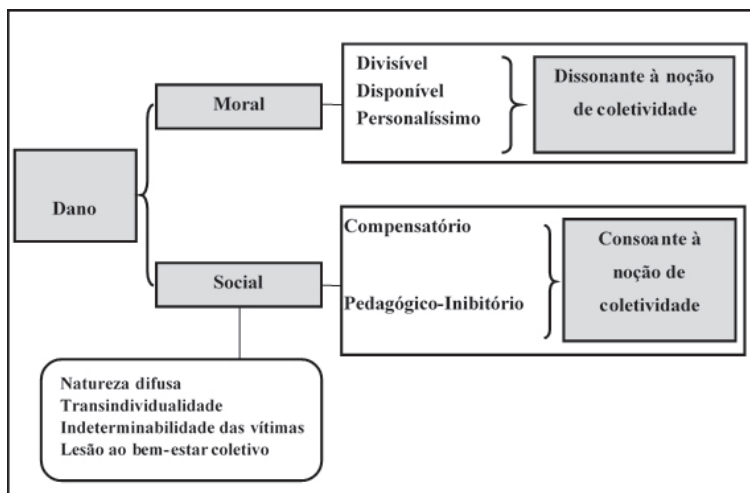 Dano
Moral
Divisível
Disponível
Personalíssimo
Dissonante à noção
de coletividade
Social
Compensatório
Pedagógico-Inibitório
Consoante à
noção de
coletividade
Natureza difusa
Transindividualidade
Indeterminabilidade das vítimas
Lesão ao bem-estar coletivo